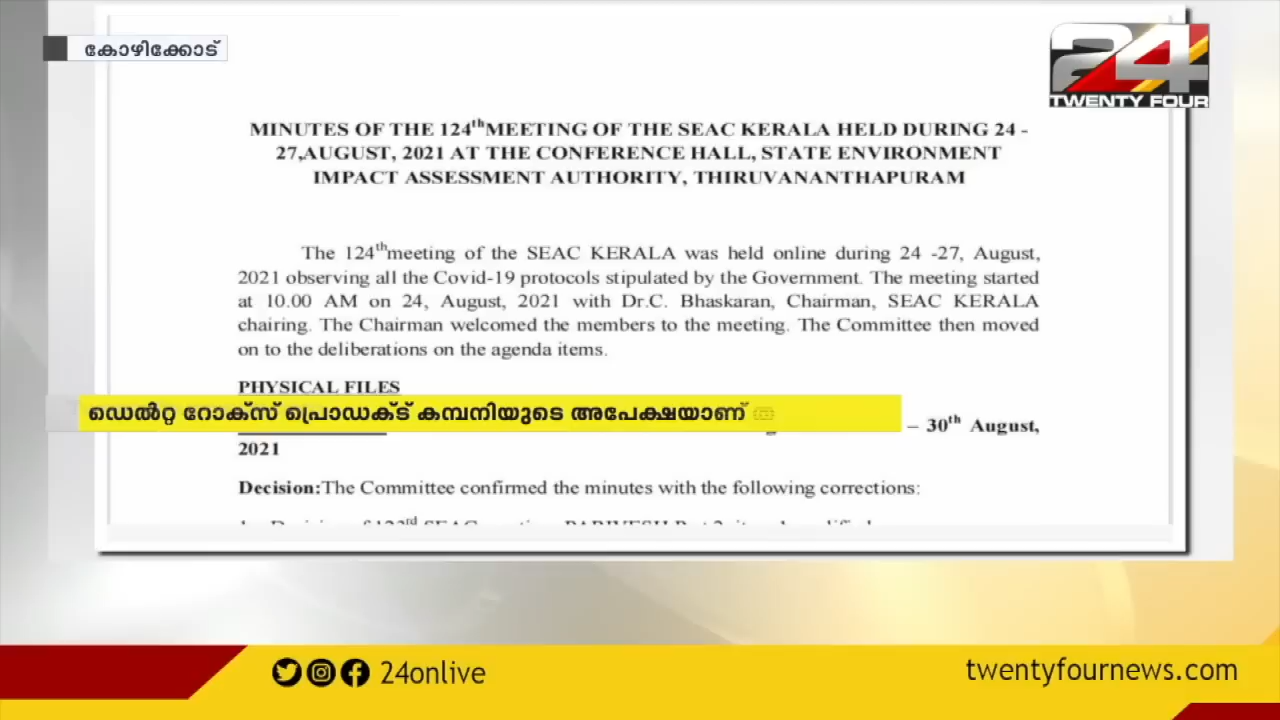 കോഴിക്കോട്
24
TWENTY FOUR
MINUTES OF THE 124thMEETING OF THE SEAC KERALA HELD DURING 24 -
27,AUGUST, 2021 AT THE CONFERENCE HALL, STATE ENVIRONMENT
IMPACT ASSESSMENT AUTHORITY, THIRUVANANTHAPURAM
The 124thmeeting of the SEAC KERALA was held online during 24 -27, August,
2021 observing all the Covid-19 protocols stipulated by the Government. The meeting started
at 10.00 AM on 24, August, 2021 with Dr.C. Bhaskaran, Chairman, SEAC KERALA
chairing. The Chairman welcomed the members to the meeting. The Committee then moved
on to the deliberations on the agenda items.
PHYSICAL FILES
ഡെൽറ്റ റോക്സ് പ്രൊഡക്ട് കമ്പനിയുടെ അപേക്ഷയാണ്
– 30th August,
2021
Decision:The Committee confirmed the minutes with the following corrections:
24onlive
twentyfournews.com